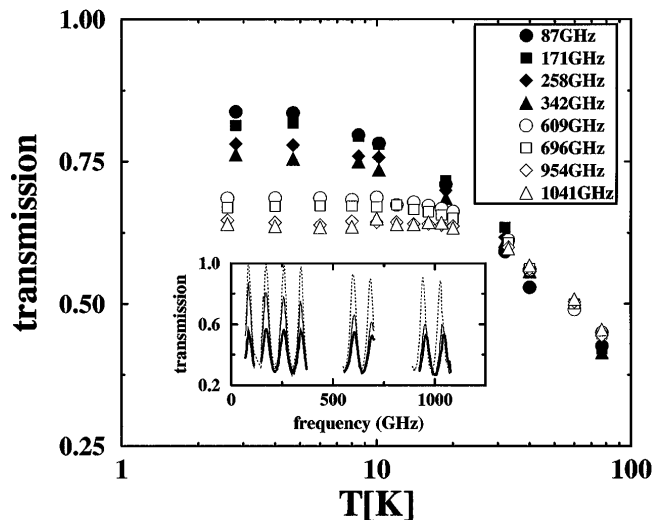 1.00
0.75
0.50
0.25
transmission
87GHz
171GHz
258GHz
342GHz
609GHz
696GHz
954GHz
1041GHz
1.0
0.6
0.2
transmission
0
500
1000
frequency (GHz)
1
10
100
T[K]